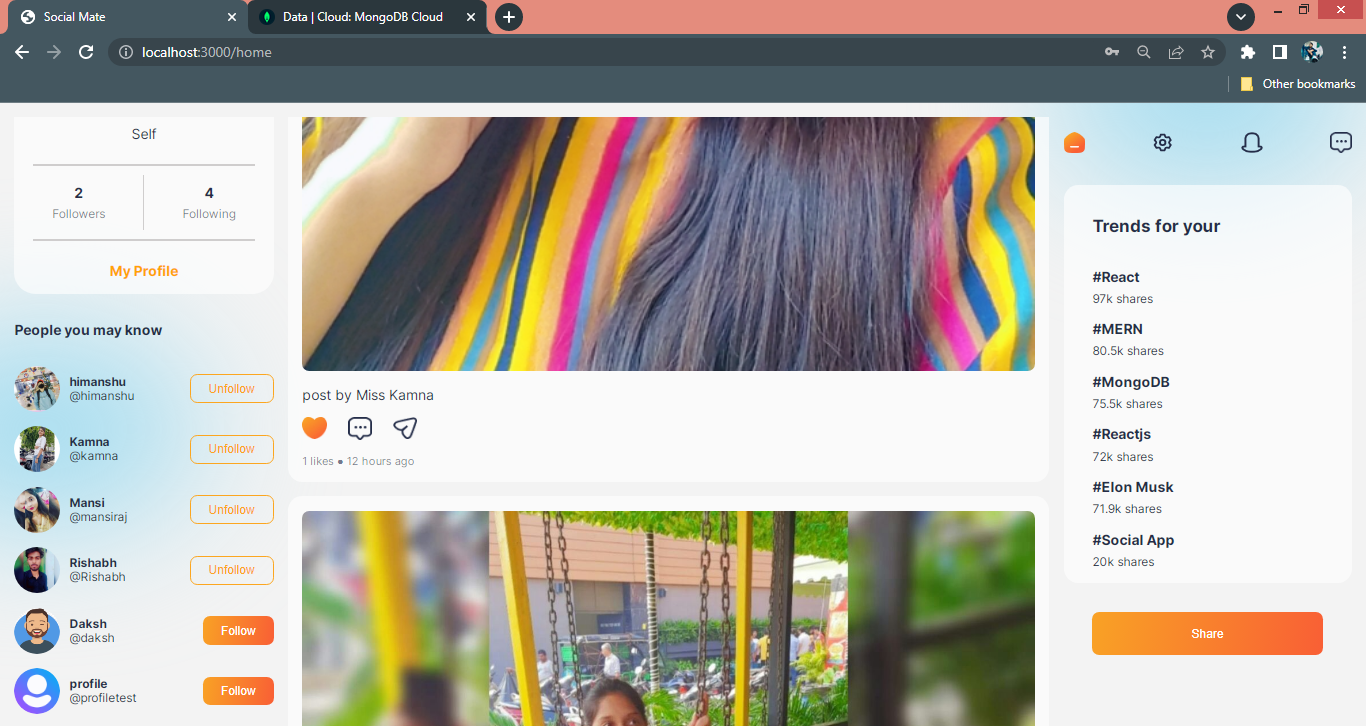 Social Mate
Data | Cloud: MongoDB Cloud
localhost:3000/home
Other bookmarks
Self
2
Followers
4
Following
My Profile
People you may know
himanshu
@himanshu
Unfollow
Kamna
@kamna
Unfollow
Mansi
@mansiraj
Unfollow
Rishabh
@Rishabh
Unfollow
Daksh
@daksh
Follow
profile
@profiletest
Follow
post by Miss Kamna
1 likes • 12 hours ago
Trends for your
#React
97k shares
#MERN
80.5k shares
#MongoDB
75.5k shares
#Reactjs
72k shares
#Elon Musk
71.9k shares
#Social App
20k shares
Share